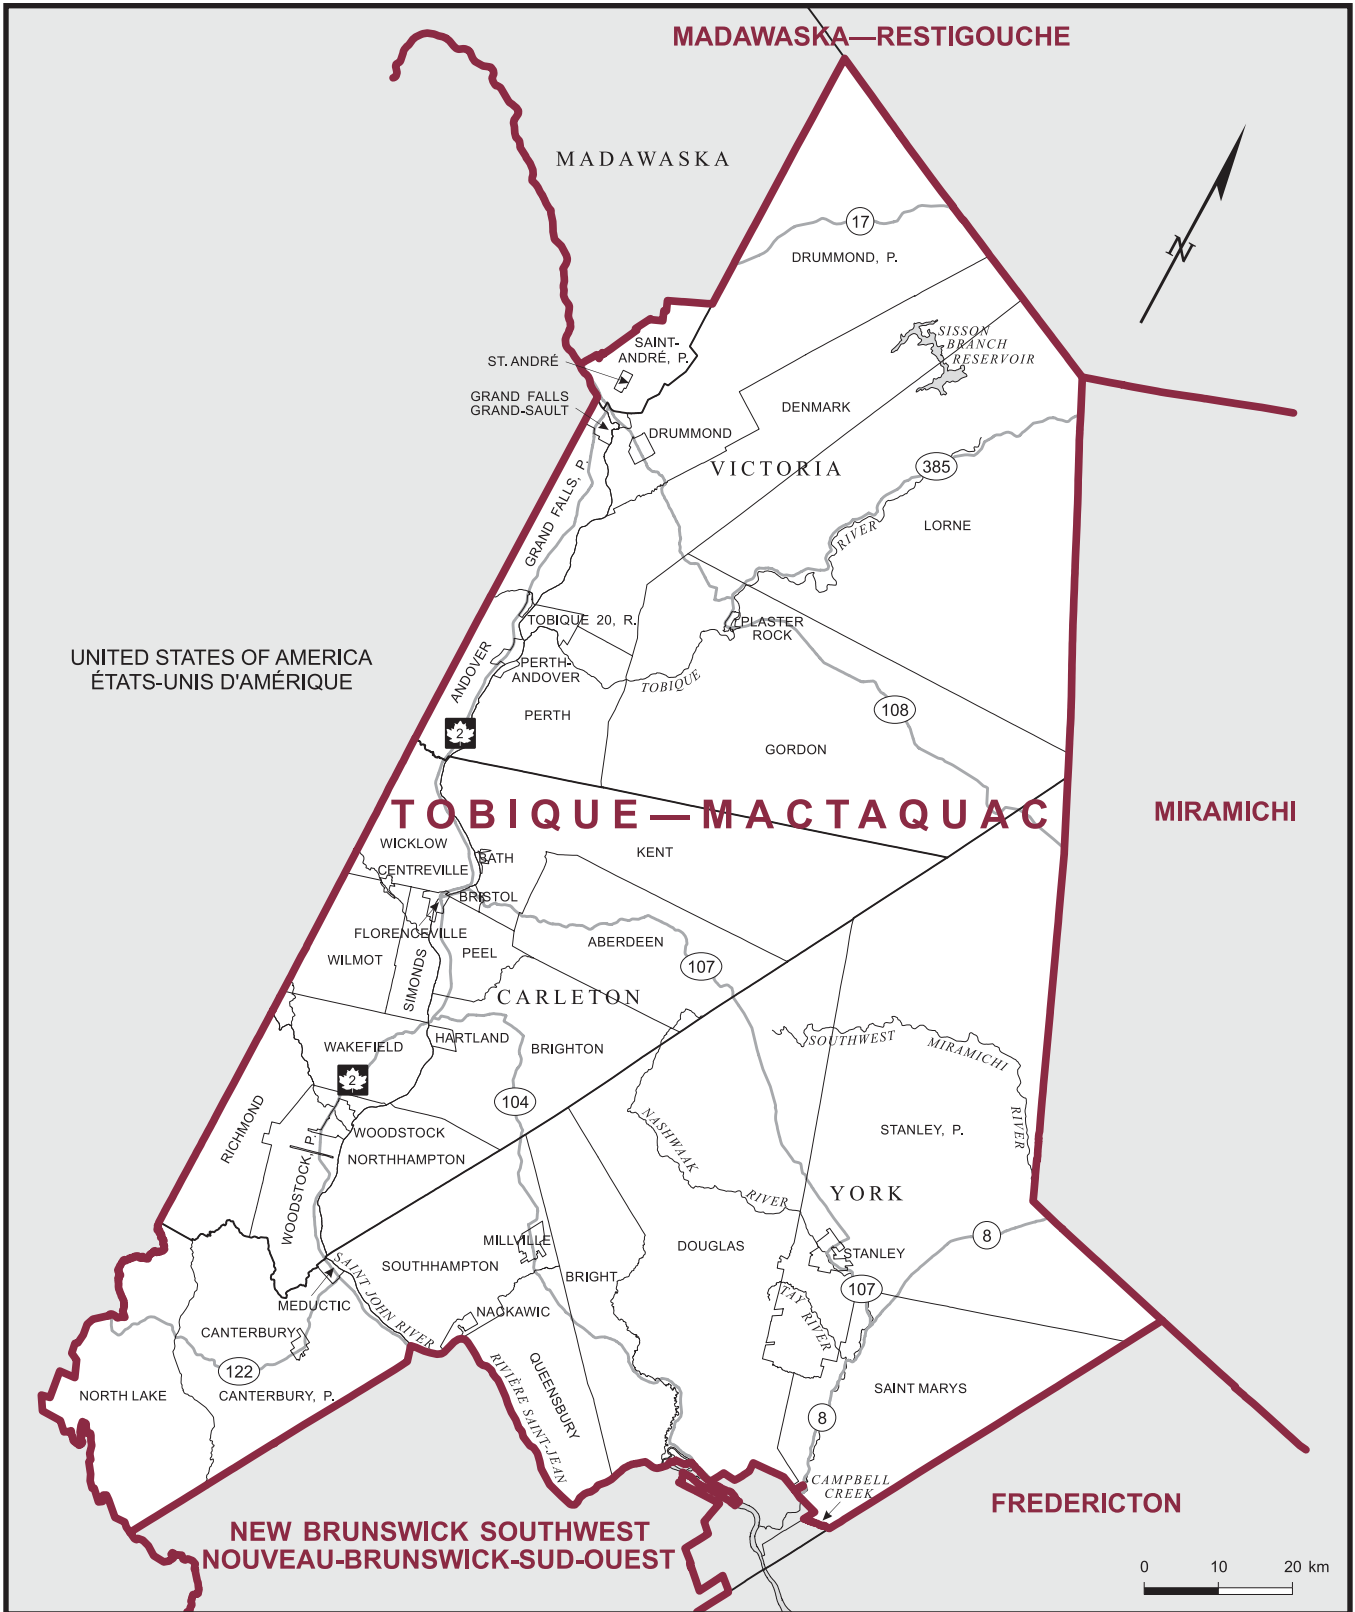 MADAWASKA—RESTIGOUCHE
MADAWASKA
N
17
DRUMMOND, P.
SISSON
BRANCH
RESERVOIR
SAINT-
ANDRÉ, P.
ST. ANDRÉ
GRAND FALLS
GRAND-SAULT
DENMARK
DRUMMOND
VICTORIA
385
GRAND FALLS, P.
RIVER
LORNE
TOBIQUE 20, R.
PLASTER
ROCK
UNITED STATES OF AMERICA
ÉTATS-UNIS D'AMÉRIQUE
ANDOVER
PERTH-
ANDOVER
TOBIQUE
PERTH
108
2
GORDON
TOBIQUE—MACTAQUAC
MIRAMICHI
WICKLOW
BATH
KENT
CENTREVILLE
BRISTOL
FLORENCEVILLE
WILMOT
SIMONDS
PEEL
ABERDEEN
107
CARLETON
WAKEFIELD
HARTLAND
BRIGHTON
SOUTHWEST
MIRAMICHI
RIVER
2
104
RICHMOND
WOODSTOCK
NORTHHAMPTON
WOODSTOCK, P.
NASHWAAK
RIVER
STANLEY, P.
YORK
8
MILLVILLE
DOUGLAS
STANLEY
SOUTHHAMPTON
BRIGHT
107
SAINT JOHN RIVER
MEDUCTIC
NACKAWIC
TAY RIVER
CANTERBURY
122
NORTH LAKE
CANTERBURY, P.
QUEENSBURY
RIVIÈRE SAINT-JEAN
SAINT MARYS
8
CAMPBELL
CREEK
FREDERICTON
NEW BRUNSWICK SOUTHWEST
NOUVEAU-BRUNSWICK-SUD-OUEST
0 10 20 km